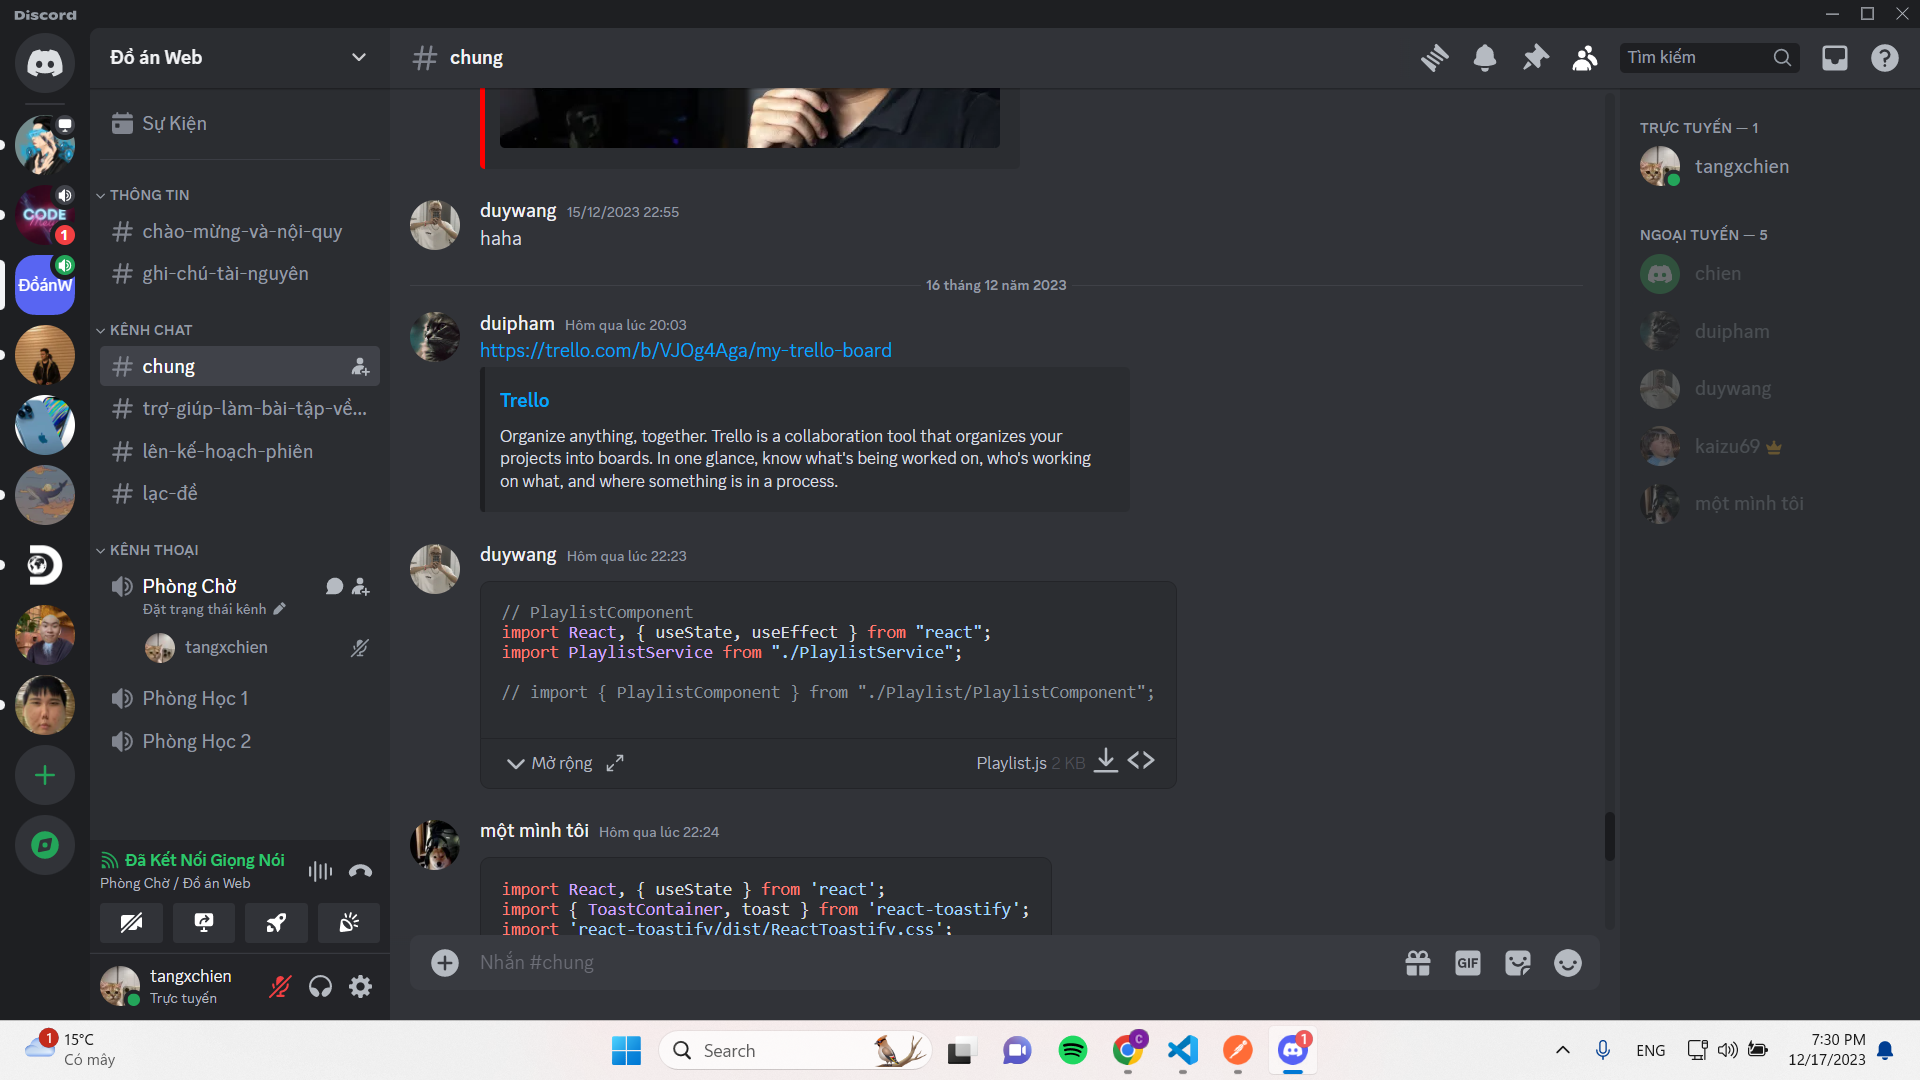 Discord
Đồ án Web
Sự Kiện
THÔNG TIN
chào-mừng-và-nội-quy
ghi-chú-tài-nguyên
KÊNH CHAT
chung
trợ-giúp-làm-bài-tập-về...
lên-kế-hoạch-phiên
lạc-đề
KÊNH THOẠI
Phòng Chờ
Đặt trạng thái kênh
tangxchien
Phòng Học 1
Phòng Học 2
Đã Kết Nối Giọng Nói
Phòng Chờ / Đồ án Web
tangxchien
Trực tuyến
CODE
1
ĐồánW
chung
Tìm kiếm
duywang 15/12/2023 22:55
haha
16 tháng 12 năm 2023
duipham Hôm qua lúc 20:03
https://trello.com/b/VJOg4Aga/my-trello-board
Trello
Organize anything, together. Trello is a collaboration tool that organizes your
projects into boards. In one glance, know what's being worked on, who's working
on what, and where something is in a process.
duywang Hôm qua lúc 22:23
// PlaylistComponent
import React, { useState, useEffect } from "react";
import PlaylistService from "./PlaylistService";
// import { PlaylistComponent } from "./Playlist/PlaylistComponent";
Mở rộng
Playlist.js 2 KB
một mình tôi Hôm qua lúc 22:24
import React, { useState } from 'react';
import { ToastContainer, toast } from 'react-toastify';
import 'react-toastify/dist/ReactToastify.css';
Nhắn #chung
GIF
TRỰC TUYẾN — 1
tangxchien
NGOẠI TUYẾN — 5
chien
duipham
duywang
kaizu69
một mình tôi
1
15°C
Có mây
Search
C
1
ENG
7:30 PM
12/17/2023